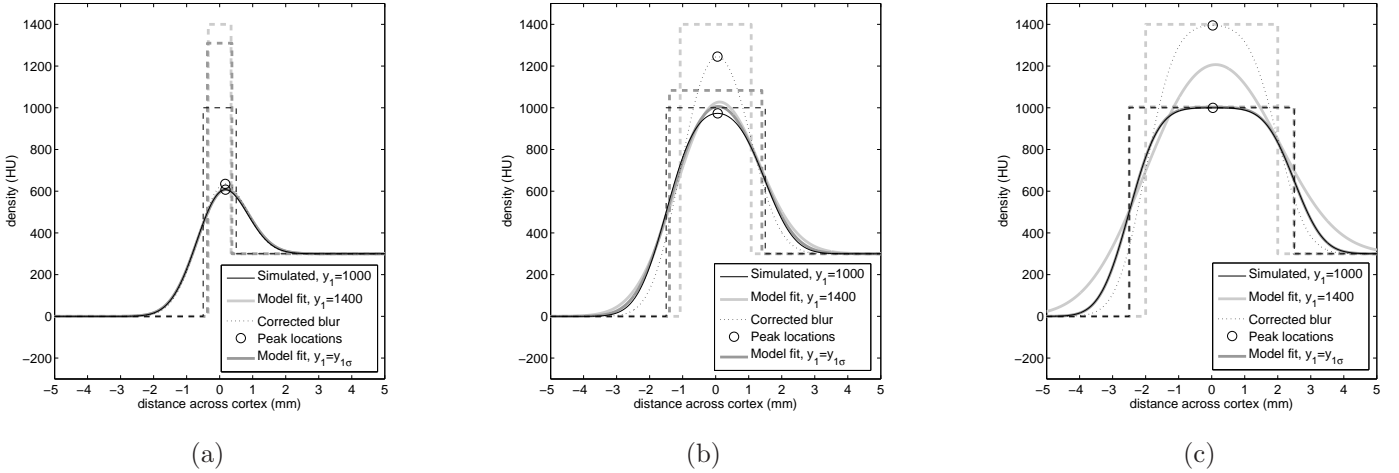 1400
1200
1000
800
600
400
200
0
−200
density (HU)
−5 −4 −3 −2 −1 0 1 2 3 4 5
distance across cortex (mm)
Simulated, y1=1000
Model fit, y1=1400
Corrected blur
Peak locations
Model fit, y1=y1σ
(a)
1400
1200
1000
800
600
400
200
0
−200
density (HU)
−5 −4 −3 −2 −1 0 1 2 3 4 5
distance across cortex (mm)
Simulated, y1=1000
Model fit, y1=1400
Corrected blur
Peak locations
Model fit, y1=y1σ
(b)
1400
1200
1000
800
600
400
200
0
−200
density (HU)
−5 −4 −3 −2 −1 0 1 2 3 4 5
distance across cortex (mm)
Simulated, y1=1000
Model fit, y1=1400
Corrected blur
Peak locations
Model fit, y1=y1σ
(c)